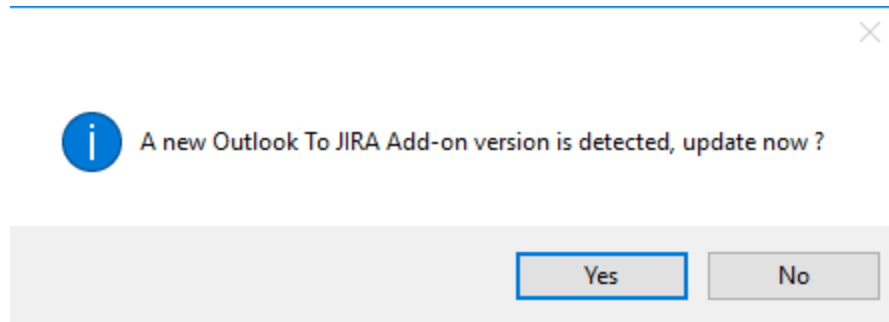 A new Outlook To JIRA Add-on version is detected, update now ?
Yes
No